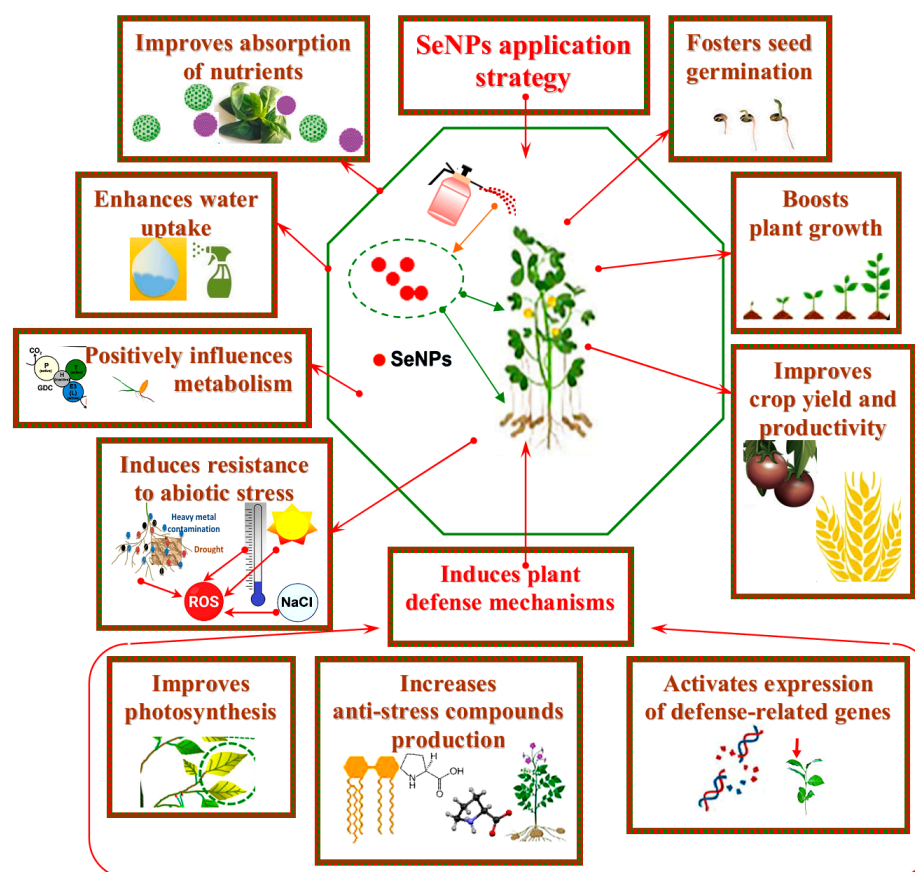 Improves absorption
of nutrients
SeNPs application
strategy
Fosters seed
germination
Enhances water
uptake
Boosts
plant growth
SeNPs
Positively influences
metabolism
CO₂
P
H
T
GDC
(L)
Improves
crop yield and
productivity
Induces resistance
to abiotic stress
Heavy metal
contamination
Drought
ROS
NaCl
Induces plant
defense mechanisms
Improves
photosynthesis
Increases
anti-stress compounds
production
H
OH
NH
O
Activates expression
of defense-related genes